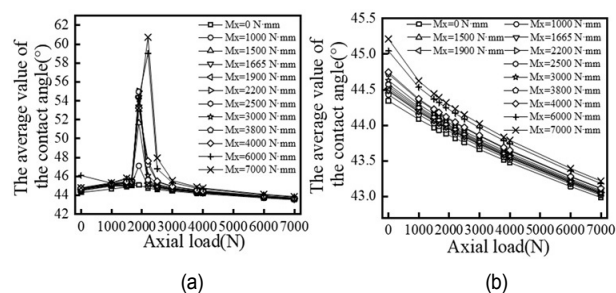 (a)
The average value of
the contact angle(°)
62
60
58
56
54
52
50
48
46
44
42
Mx=0 N·mm
Mx=1000 N·mm
Mx=1500 N·mm
Mx=1665 N·mm
Mx=1900 N·mm
Mx=2200 N·mm
Mx=2500 N·mm
Mx=3000 N·mm
Mx=3800 N·mm
Mx=4000 N·mm
Mx=6000 N·mm
Mx=7000 N·mm
0 1000 2000 3000 4000 5000 6000 7000
Axial load(N)
(a)
(b)
The average value of
the contact angle(°)
45.5
45.0
44.5
44.0
43.5
43.0
Mx=0 N·mm Mx=1000 N·mm
Mx=1500 N·mm Mx=1665 N·mm
Mx=1900 N·mm Mx=2200 N·mm
Mx=2500 N·mm
Mx=3000 N·mm
Mx=3800 N·mm
Mx=4000 N·mm
Mx=6000 N·mm
Mx=7000 N·mm
0 1000 2000 3000 4000 5000 6000 7000
Axial load(N)
(b)